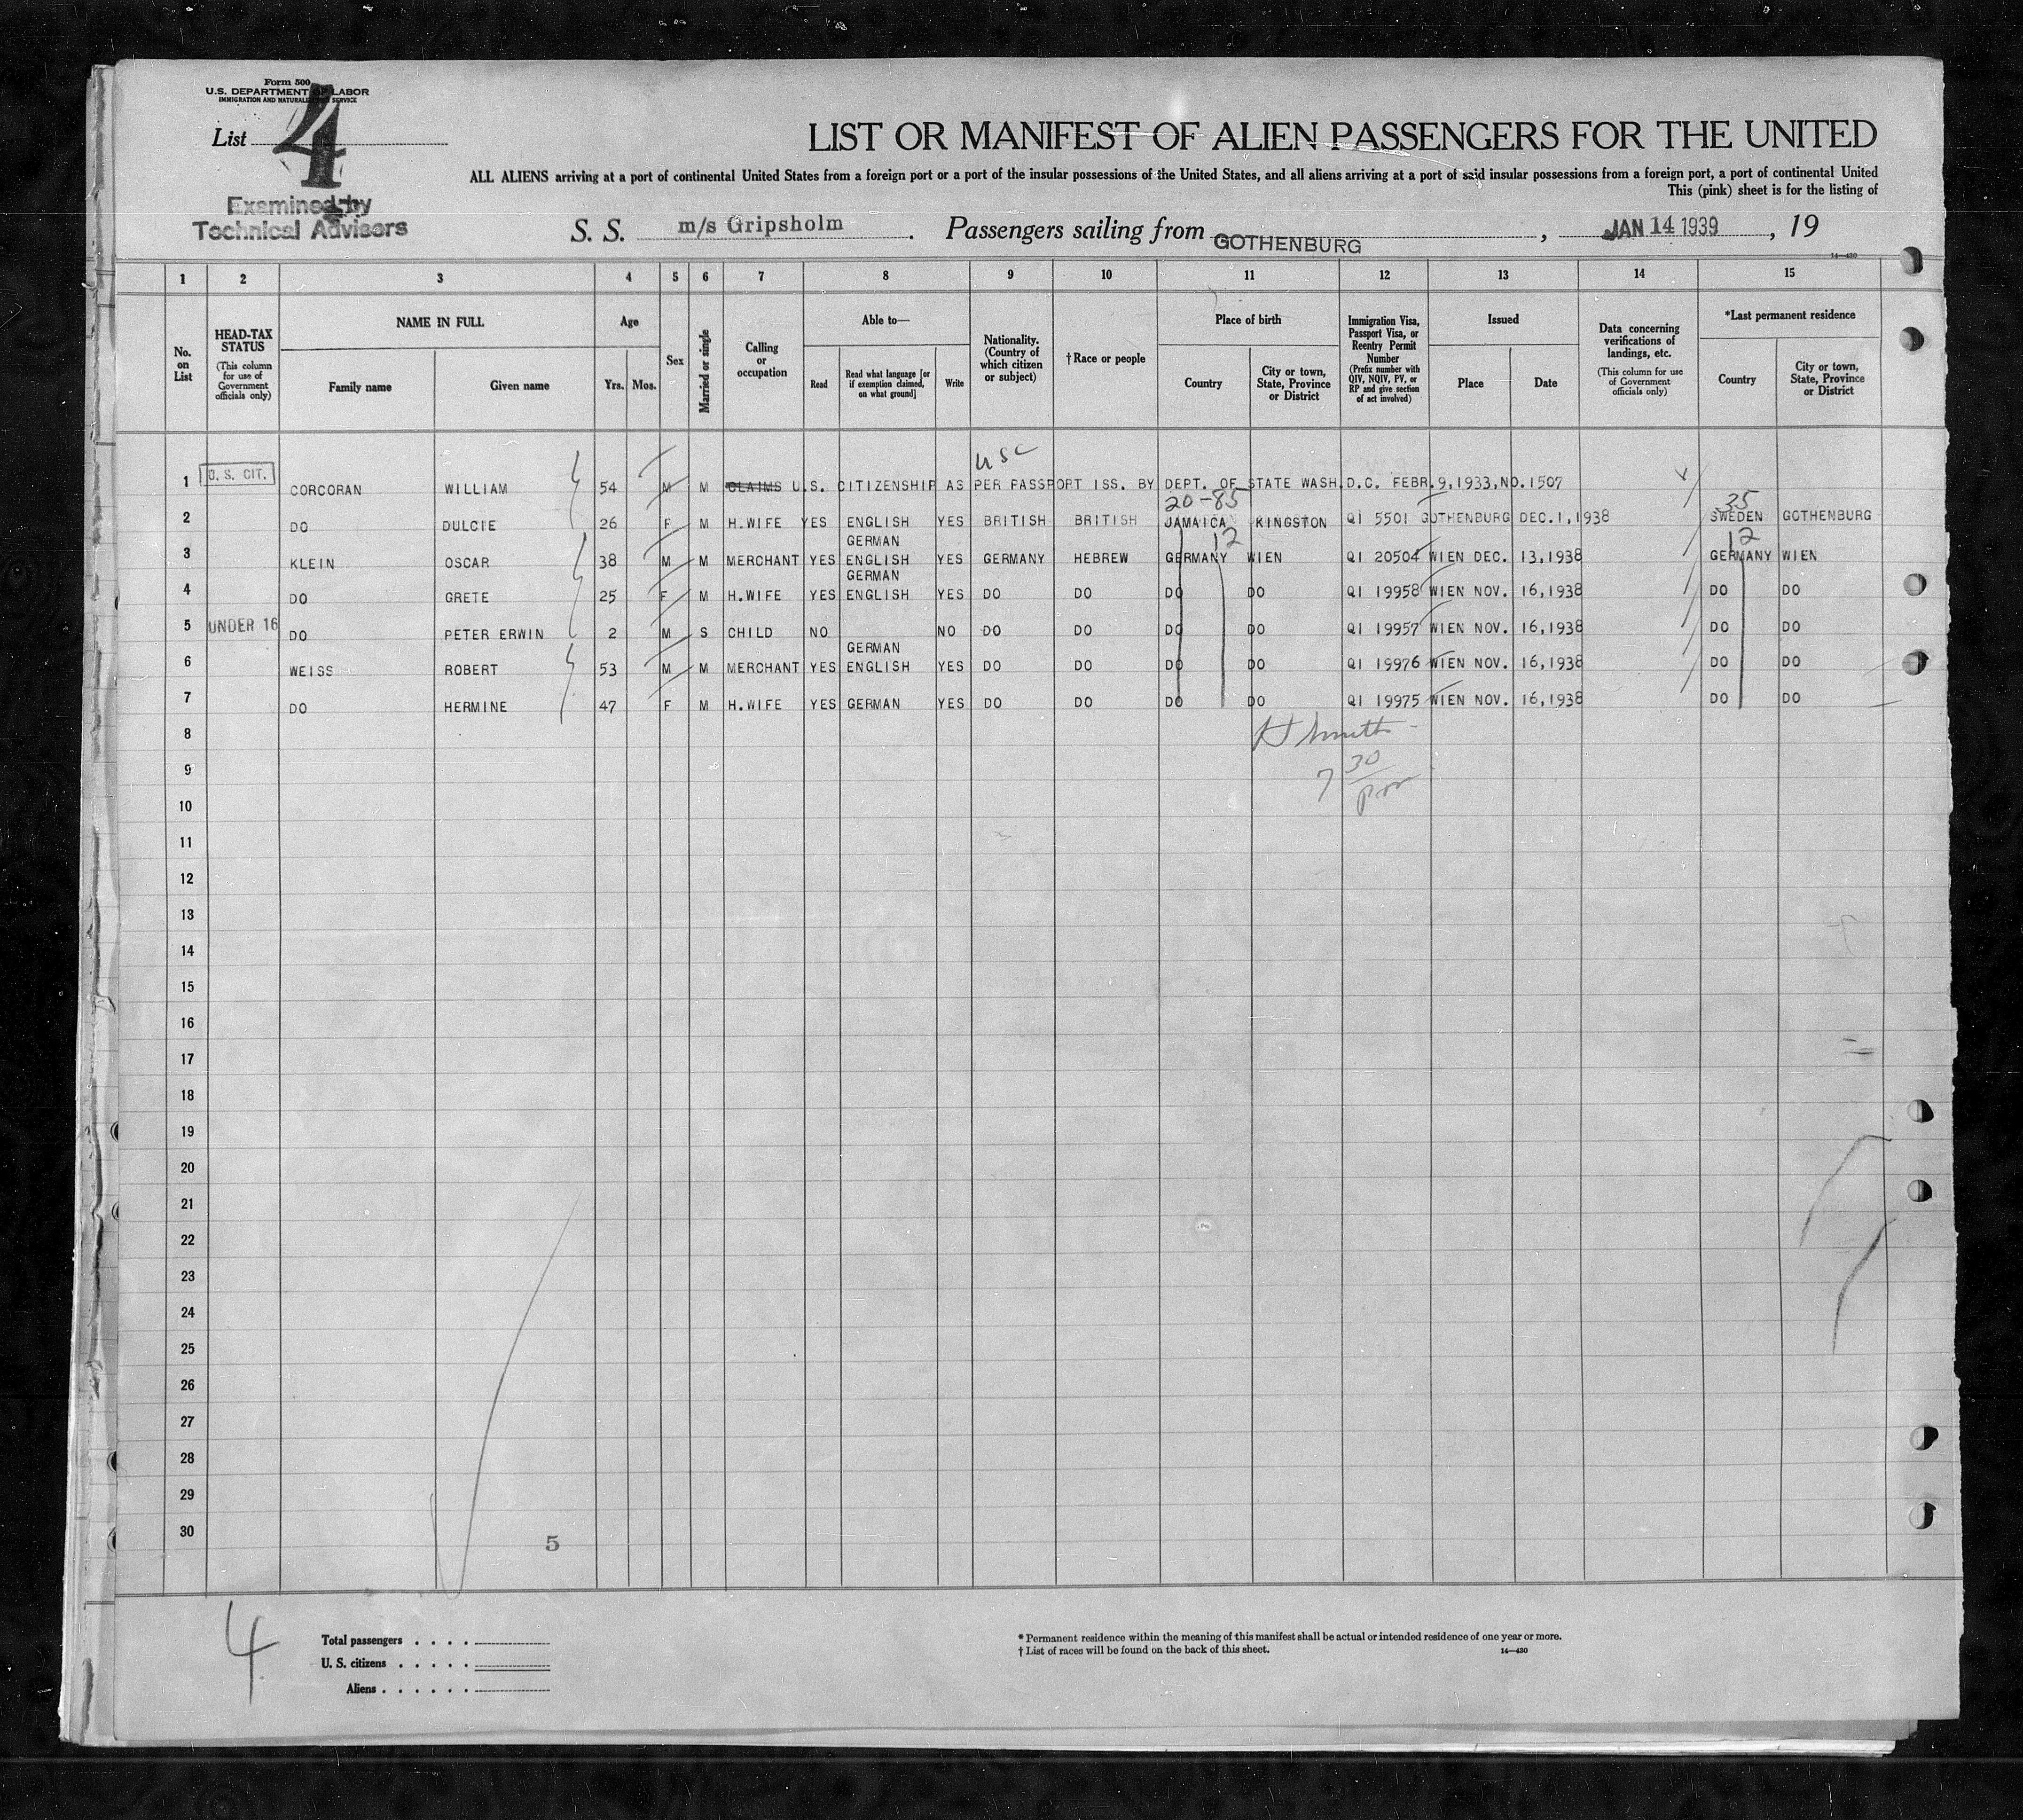 Form 500
U.S. DEPARTMENT OF LABOR
IMMIGRATION AND NATURALIZATION SERVICE
List 4
Examined by
Technical Advisors
LIST OR MANIFEST OF ALIEN PASSENGERS FOR THE UNITED
ALL ALIENS arriving at a port of continental United States from a foreign port or a port of the insular possessions of the United States, and all aliens arriving at a port of said insular possessions from a foreign port, a port of continental United
This (pink) sheet is for the listing of
S. S. m/s Gripsholm . Passengers sailing from GOTHENBURG , JAN 14 1939 , 19
14—430
1 2 3 4 5 6 7 8 9 10 11 12 13 14 15
No. on List
HEAD-TAX STATUS
(This column for use of Government officials only)
NAME IN FULL
Family name
Given name
Age
Yrs.
Mos.
Sex
Married or single
Calling or occupation
Able to—
Read
Read what language [or if exemption claimed, on what ground]
Write
Nationality. (Country of which citizen or subject)
†Race or people
Place of birth
Country
City or town, State, Province or District
Immigration Visa, Passport Visa, or Reentry Permit Number
(Prefix number with QIV, NQIV, PV, or RP and give section of act involved)
Issued
Place
Date
Data concerning verifications of landings, etc.
(This column for use of Government officials only)
*Last permanent residence
Country
City or town, State, Province or District
USC
1 U. S. CIT. CORCORAN WILLIAM 54 M M CLAIMS U.S. CITIZENSHIP AS PER PASSPORT ISS. BY DEPT. OF STATE WASH.D.C. FEBR.9,1933,NO.1507
20-85 35
2 DO DULCIE 26 F M H.WIFE YES ENGLISH YES BRITISH BRITISH JAMAICA KINGSTON QI 5501 GOTHENBURG DEC.1,1938 SWEDEN GOTHENBURG
GERMAN 12 12
3 KLEIN OSCAR 38 M M MERCHANT YES ENGLISH YES GERMANY HEBREW GERMANY WIEN QI 20504 WIEN DEC. 13,1938 GERMANY WIEN
GERMAN
4 DO GRETE 25 F M H.WIFE YES ENGLISH YES DO DO DO DO QI 19958 WIEN NOV. 16,1938 DO DO
5 UNDER 16 DO PETER ERWIN 2 M S CHILD NO NO DO DO DO DO QI 19957 WIEN NOV. 16,1938 DO DO
GERMAN
6 WEISS ROBERT 53 M M MERCHANT YES ENGLISH YES DO DO DO DO QI 19976 WIEN NOV. 16,1938 DO DO
7 DO HERMINE 47 F M H.WIFE YES GERMAN YES DO DO DO DO QI 19975 WIEN NOV. 16,1938 DO DO
8 Smith
9 7 30
10 pm
11
12
13
14
15
16
17
18
19
20
21
22
23
24
25
26
27
28
29
30
5
4
Total passengers . . . .
U. S. citizens . . . . .
Aliens . . . . . .
* Permanent residence within the meaning of this manifest shall be actual or intended residence of one year or more.
† List of races will be found on the back of this sheet.
14—430